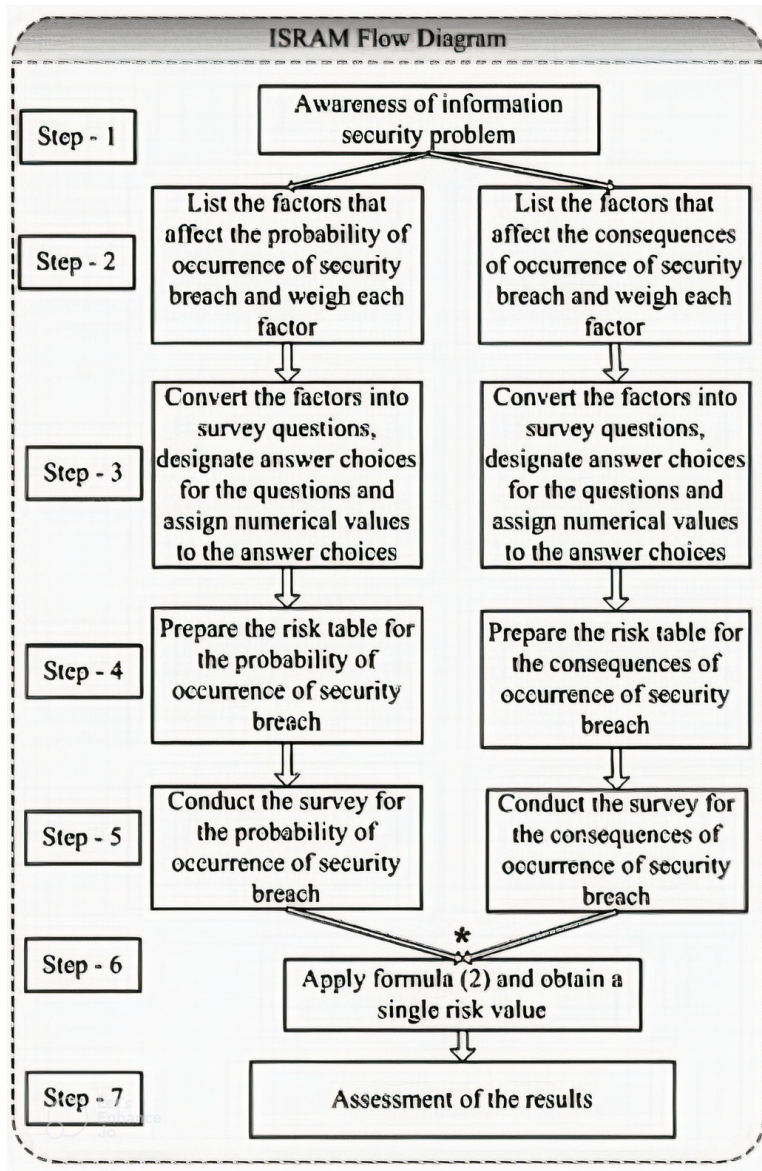 ISRAM Flow Diagram
Step - 1
Awareness of information
security problem
Step - 2
List the factors that
affect the probability of
occurrence of security
breach and weigh each
factor
List the factors that
affect the consequences
of occurrence of security
breach and weigh each
factor
Step - 3
Convert the factors into
survey questions,
designate answer choices
for the questions and
assign numerical values
to the answer choices
Convert the factors into
survey questions,
designate answer choices
for the questions and
assign numerical values
to the answer choices
Step - 4
Prepare the risk table for
the probability of
occurrence of security
breach
Prepare the risk table for
the consequences of
occurrence of security
breach
Step - 5
Conduct the survey for
the probability of
occurrence of security
breach
Conduct the survey for
the consequences of
occurrence of security
breach
*
Step - 6
Apply formula (2) and obtain a
single risk value
Step - 7
Assessment of the results
Let's
Enhance
.io